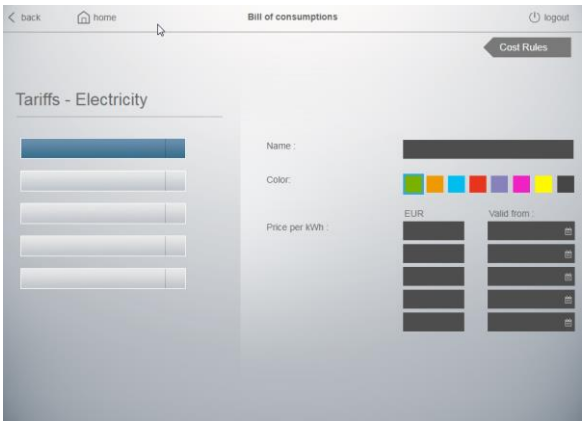 back
home
Bill of consumptions
logout
Cost Rules
Tariffs - Electricity
Name :
Color:
EUR
Valid from :
Price per kWh :